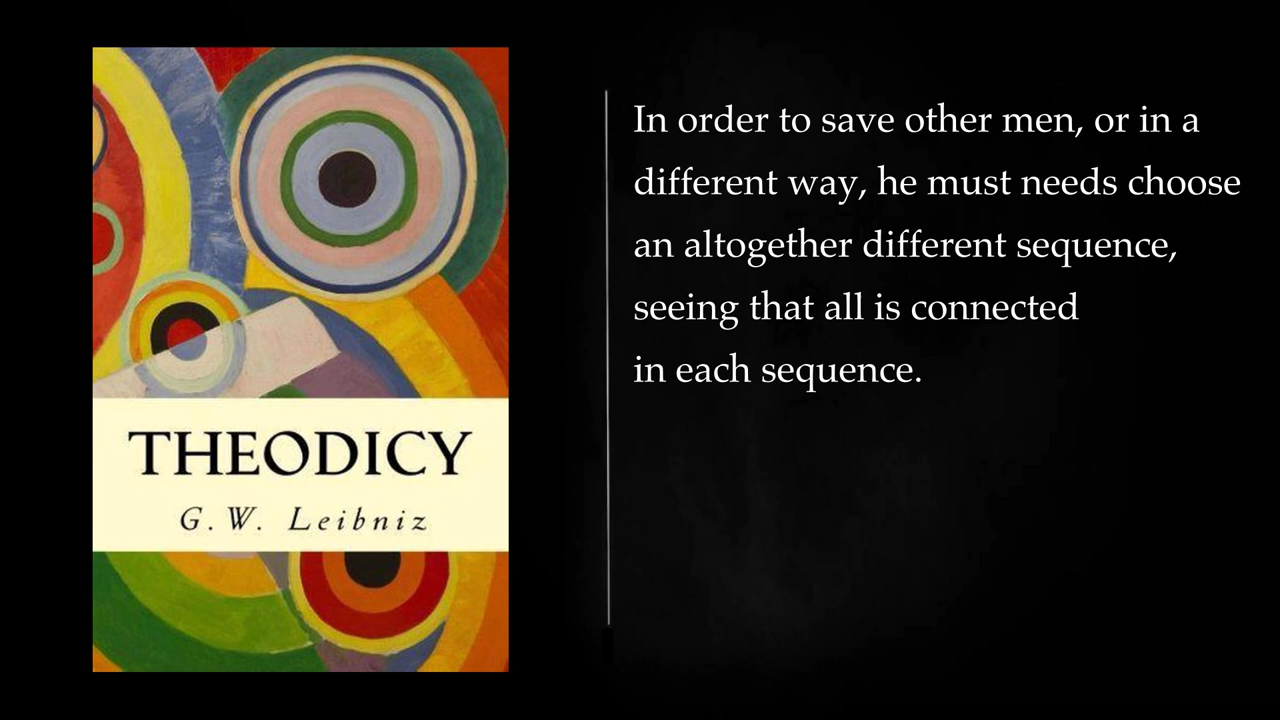 THEODICY
G. W. Leibniz
In order to save other men, or in a
different way, he must needs choose
an altogether different sequence,
seeing that all is connected
in each sequence.